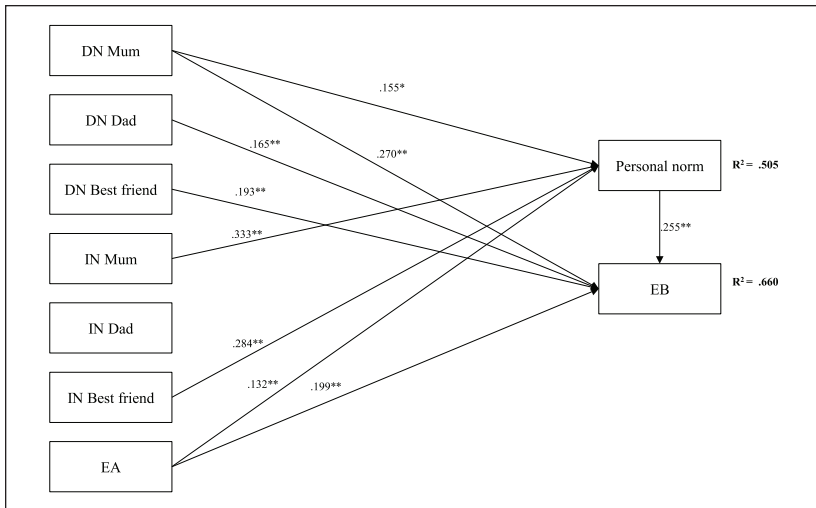 DN Mum
.155*
DN Dad
.165**
.270**
Personal norm
R² = .505
DN Best friend
.193**
IN Mum
.333**
.255**
EB
R² = .660
IN Dad
.284**
IN Best friend
.132**
.199**
EA